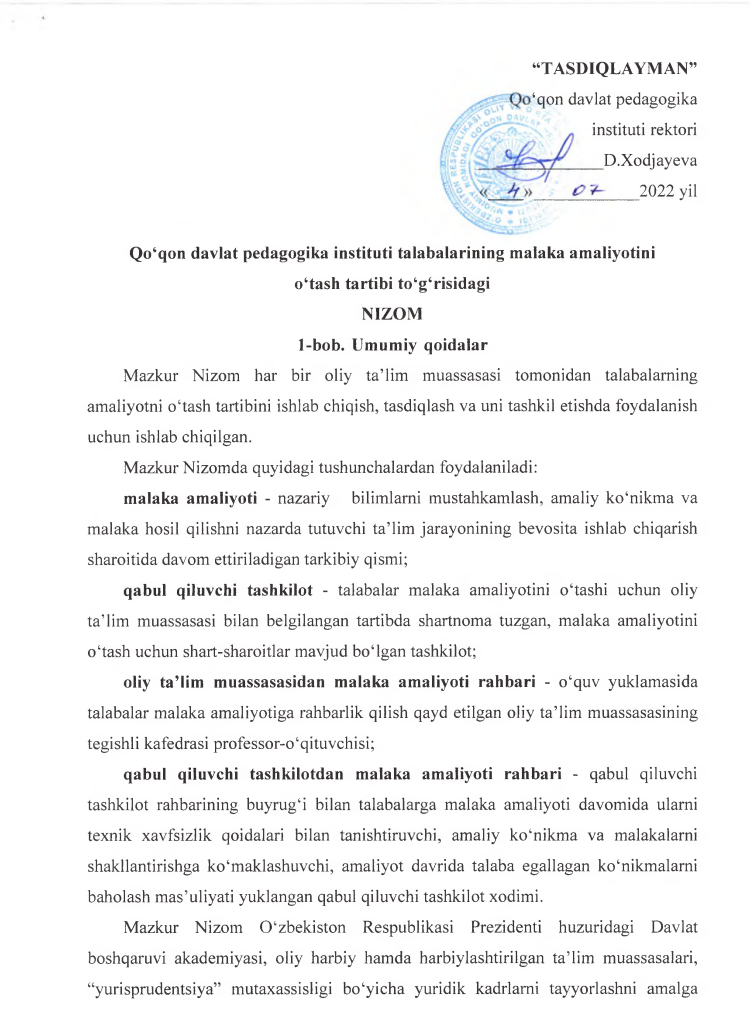 “TASDIQLAYMAN”
Qo‘qon davlat pedagogika
instituti rektori
______________D.Xodjayeva
«__4__»____07____2022 yil
Qo‘qon davlat pedagogika instituti talabalarining malaka amaliyotini
o‘tash tartibi to‘g‘risidagi
NIZOM
1-bob. Umumiy qoidalar
Mazkur Nizom har bir oliy ta’lim muassasasi tomonidan talabalarning
amaliyotni o‘tash tartibini ishlab chiqish, tasdiqlash va uni tashkil etishda foydalanish
uchun ishlab chiqilgan.
Mazkur Nizomda quyidagi tushunchalardan foydalaniladi:
malaka amaliyoti - nazariy bilimlarni mustahkamlash, amaliy ko‘nikma va
malaka hosil qilishni nazarda tutuvchi ta’lim jarayonining bevosita ishlab chiqarish
sharoitida davom ettiriladigan tarkibiy qismi;
qabul qiluvchi tashkilot - talabalar malaka amaliyotini o‘tashi uchun oliy
ta’lim muassasasi bilan belgilangan tartibda shartnoma tuzgan, malaka amaliyotini
o‘tash uchun shart-sharoitlar mavjud bo‘lgan tashkilot;
oliy ta’lim muassasasidan malaka amaliyoti rahbari - o‘quv yuklamasida
talabalar malaka amaliyotiga rahbarlik qilish qayd etilgan oliy ta’lim muassasasining
tegishli kafedrasi professor-o‘qituvchisi;
qabul qiluvchi tashkilotdan malaka amaliyoti rahbari - qabul qiluvchi
tashkilot rahbarining buyrug‘i bilan talabalarga malaka amaliyoti davomida ularni
texnik xavfsizlik qoidalari bilan tanishtiruvchi, amaliy ko‘nikma va malakalarni
shakllantirishga ko‘maklashuvchi, amaliyot davrida talaba egallagan ko‘nikmalarni
baholash mas’uliyati yuklangan qabul qiluvchi tashkilot xodimi.
Mazkur Nizom O‘zbekiston Respublikasi Prezidenti huzuridagi Davlat
boshqaruvi akademiyasi, oliy harbiy hamda harbiylashtirilgan ta’lim muassasalari,
“yurisprudentsiya” mutaxassisligi bo‘yicha yuridik kadrlarni tayyorlashni amalga